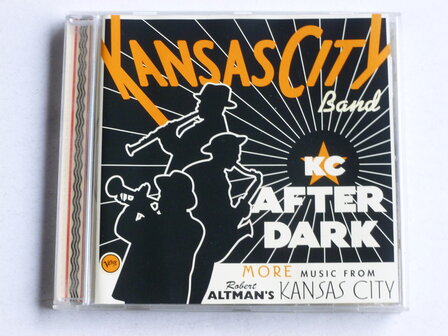 KANSAS CITY
Band
KC
AFTER
DARK
Verve
MORE MUSIC FROM
Robert
ALTMAN'S KANSAS CITY